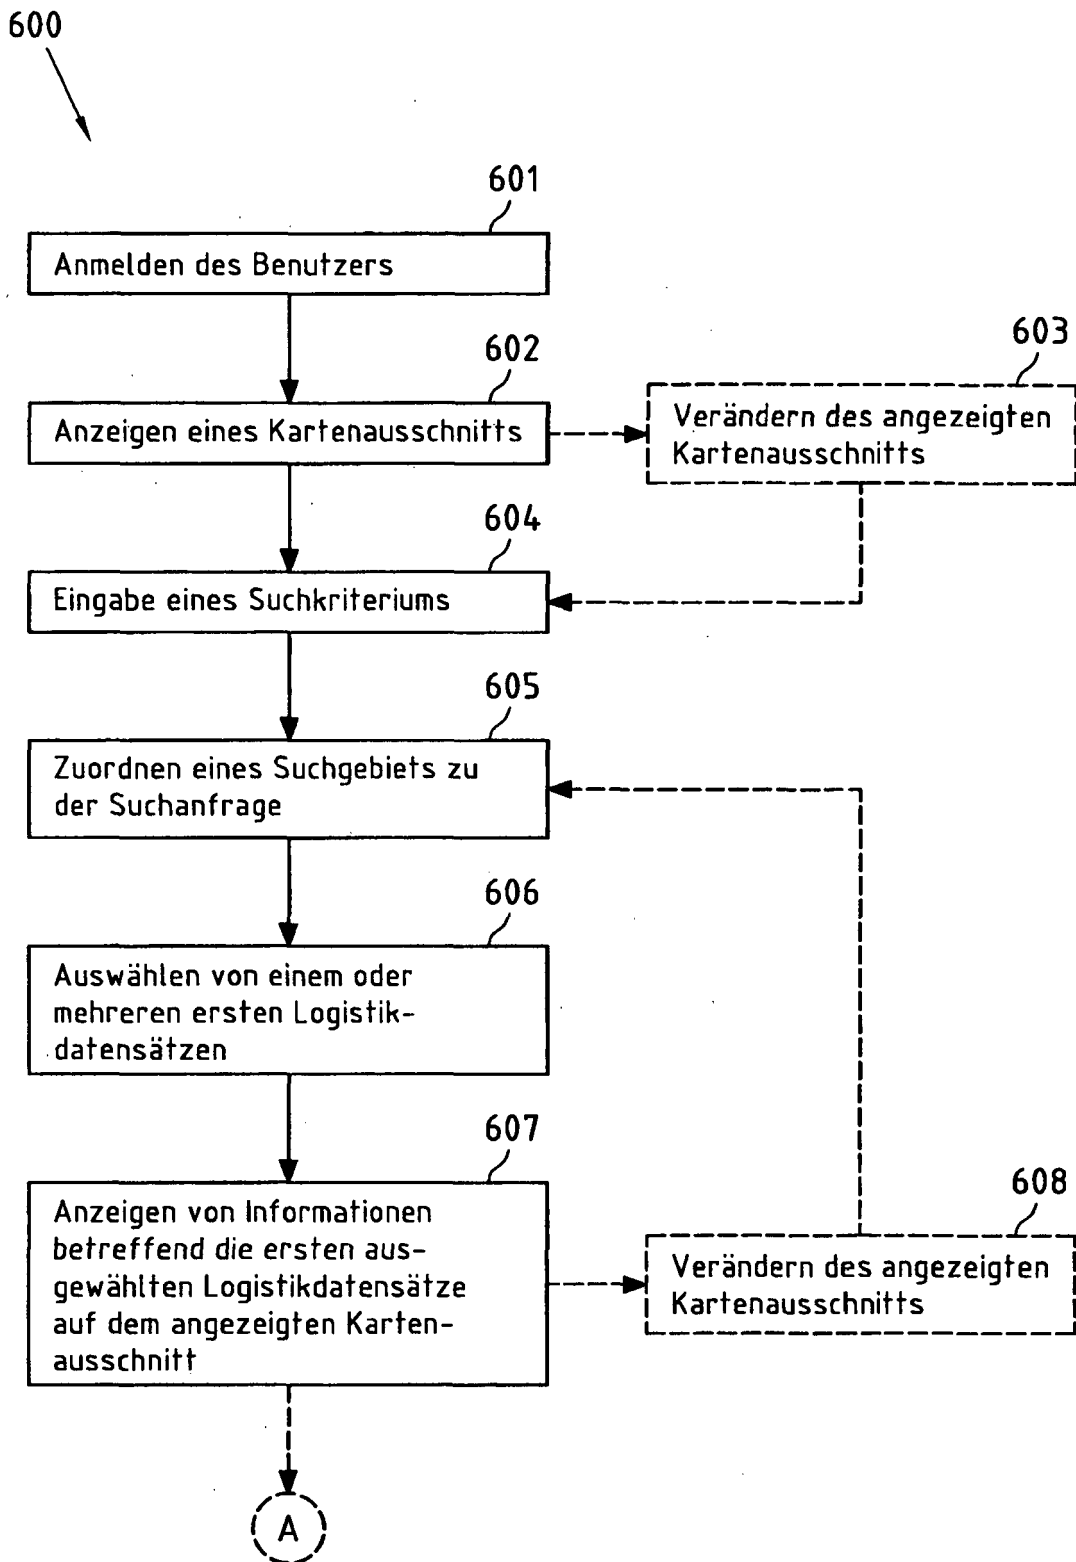 600
601
Anmelden des Benutzers
602
Anzeigen eines Kartenausschnitts
603
Verändern des angezeigten
Kartenausschnitts
604
Eingabe eines Suchkriteriums
605
Zuordnen eines Suchgebiets zu
der Suchanfrage
606
Auswählen von einem oder
mehreren ersten Logistik-
datensätzen
607
Anzeigen von Informationen
betreffend die ersten aus-
gewählten Logistikdatensätze
auf dem angezeigten Karten-
ausschnitt
608
Verändern des angezeigten
Kartenausschnitts
A